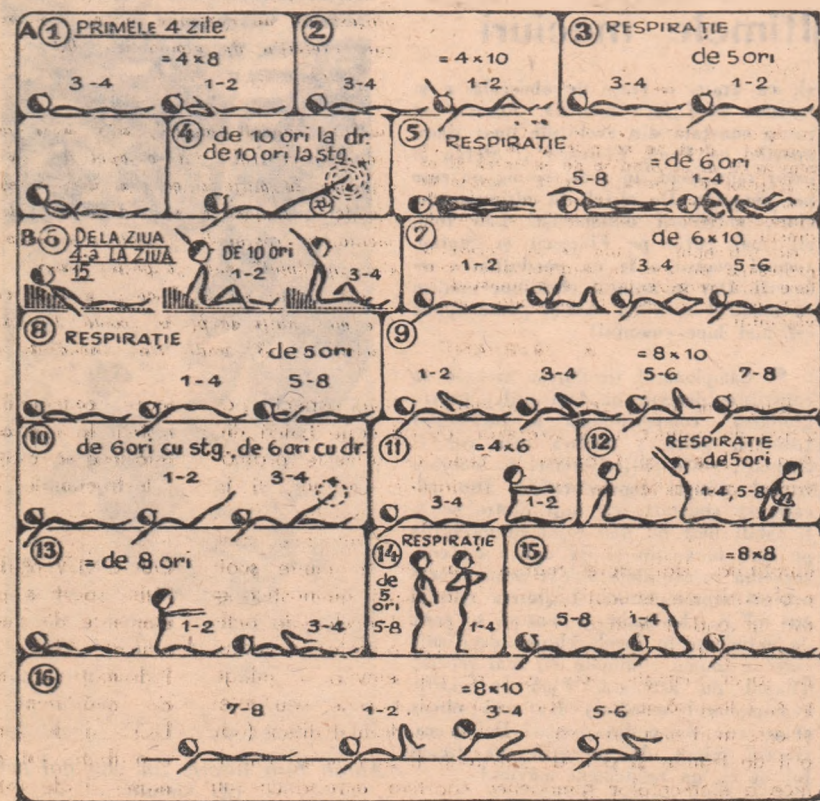 A 1 PRIMELE 4 ZILE
= 4 x 8
3-4 1-2
2
= 4 x 10
3-4 1-2
3 RESPIRAȚIE
de 5 ori
3-4 1-2
4 de 10 ori la dr.
de 10 ori la stg.
5 RESPIRAȚIE
= de 6 ori
5-8 1-4
B 6 DE LA ZIUA
4-a LA ZIUA
15
DE 10 ORI
1-2 3-4
7
de 6 x 10
1-2 3-4 5-6
8 RESPIRAȚIE
de 5 ori
1-4 5-8
9
= 8 x 10
1-2 3-4 5-6 7-8
10 de 6 ori cu stg., de 6 ori cu dr.
1-2 3-4
11
= 4 x 6
3-4 1-2
12 RESPIRAȚIE
de 5 ori
1-4, 5-8
13 = de 8 ori
1-2 3-4
14 RESPIRAȚIE
de
5
ori
5-8 1-4
15
= 8 x 8
5-8 1-4
16
= 8 x 10
7-8 1-2 3-4 5-6